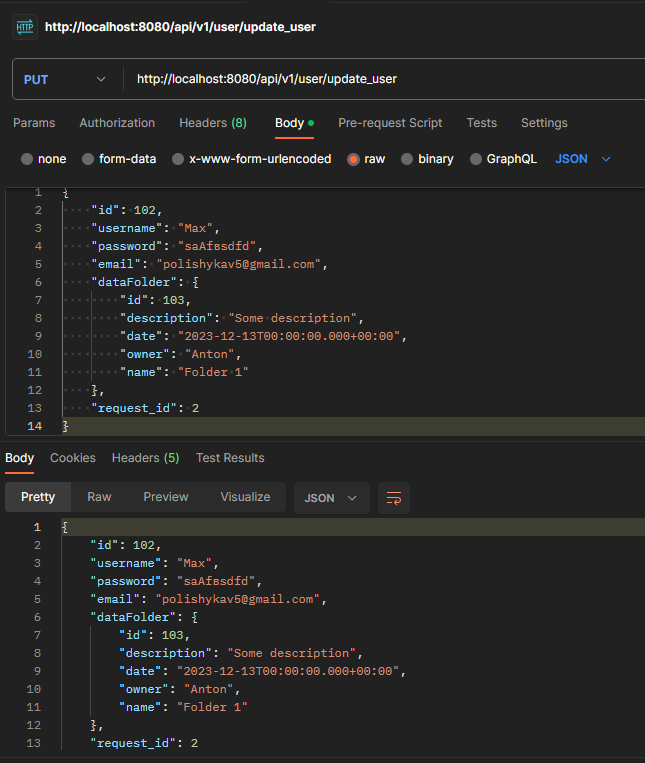 HTTP http://localhost:8080/api/v1/user/update_user
PUT http://localhost:8080/api/v1/user/update_user
Params Authorization Headers (8) Body Pre-request Script Tests Settings
none form-data x-www-form-urlencoded raw binary GraphQL JSON
1 {
2 "id": 102,
3 "username": "Max",
4 "password": "saAfssdfd",
5 "email": "polishykav5@gmail.com",
6 "dataFolder": {
7 "id": 103,
8 "description": "Some description",
9 "date": "2023-12-13T00:00:00.000+00:00",
10 "owner": "Anton",
11 "name": "Folder 1"
12 },
13 "request_id": 2
14 }
Body Cookies Headers (5) Test Results
Pretty Raw Preview Visualize JSON
1 {
2 "id": 102,
3 "username": "Max",
4 "password": "saAfssdfd",
5 "email": "polishykav5@gmail.com",
6 "dataFolder": {
7 "id": 103,
8 "description": "Some description",
9 "date": "2023-12-13T00:00:00.000+00:00",
10 "owner": "Anton",
11 "name": "Folder 1"
12 },
13 "request_id": 2